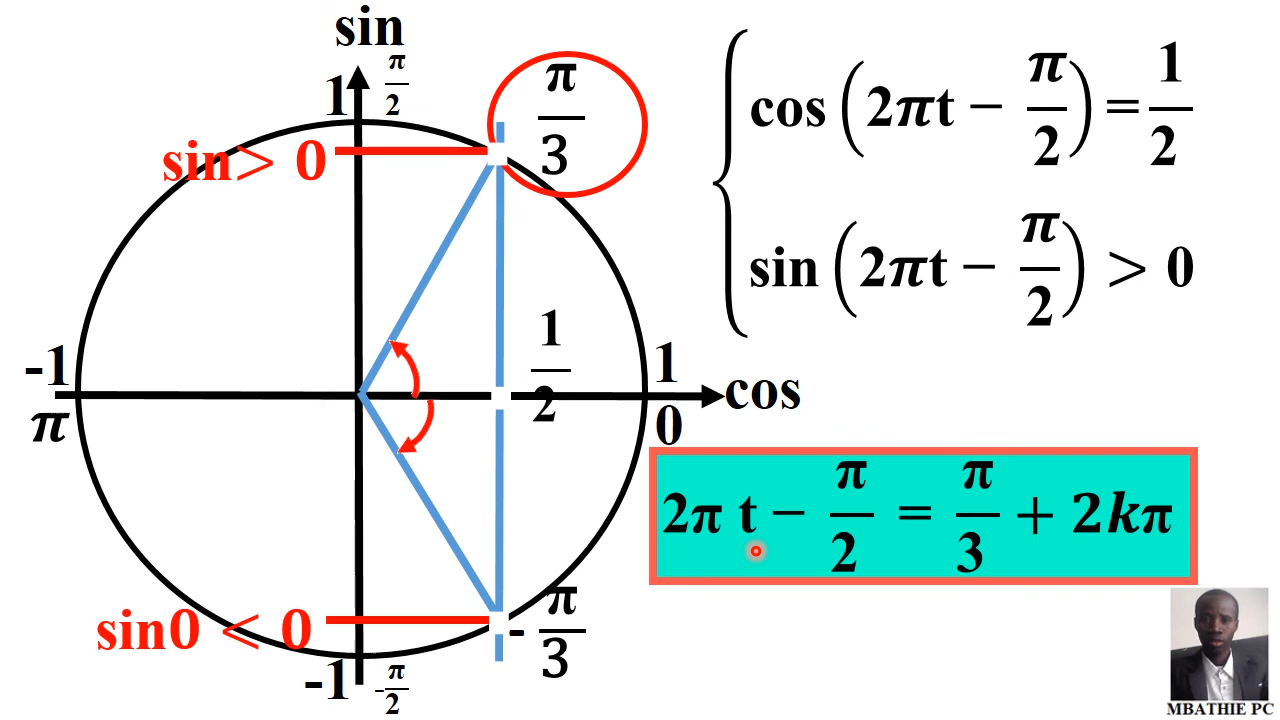 sin
1 π/2
π/3
sin> 0
cos(2πt − π/2) = 1/2
sin(2πt − π/2) > 0
1/2
-1
1
cos
π
0
2π t − π/2 = π/3 + 2kπ
sin0 < 0
- π/3
-1 -π/2
MBATHIE PC